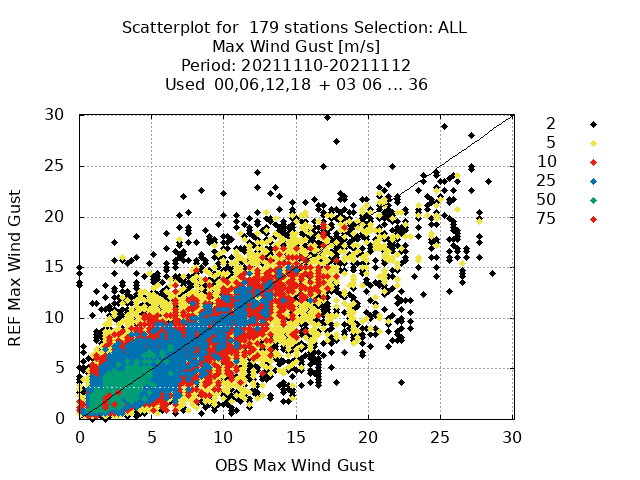 Scatterplot for  179 stations Selection: ALL
Max Wind Gust [m/s]
Period: 20211110-20211112
Used  00,06,12,18  + 03 06 ... 36
2
5
10
25
50
75
REF Max Wind Gust
30
25
20
15
10
5
0
0 5 10 15 20 25 30
OBS Max Wind Gust